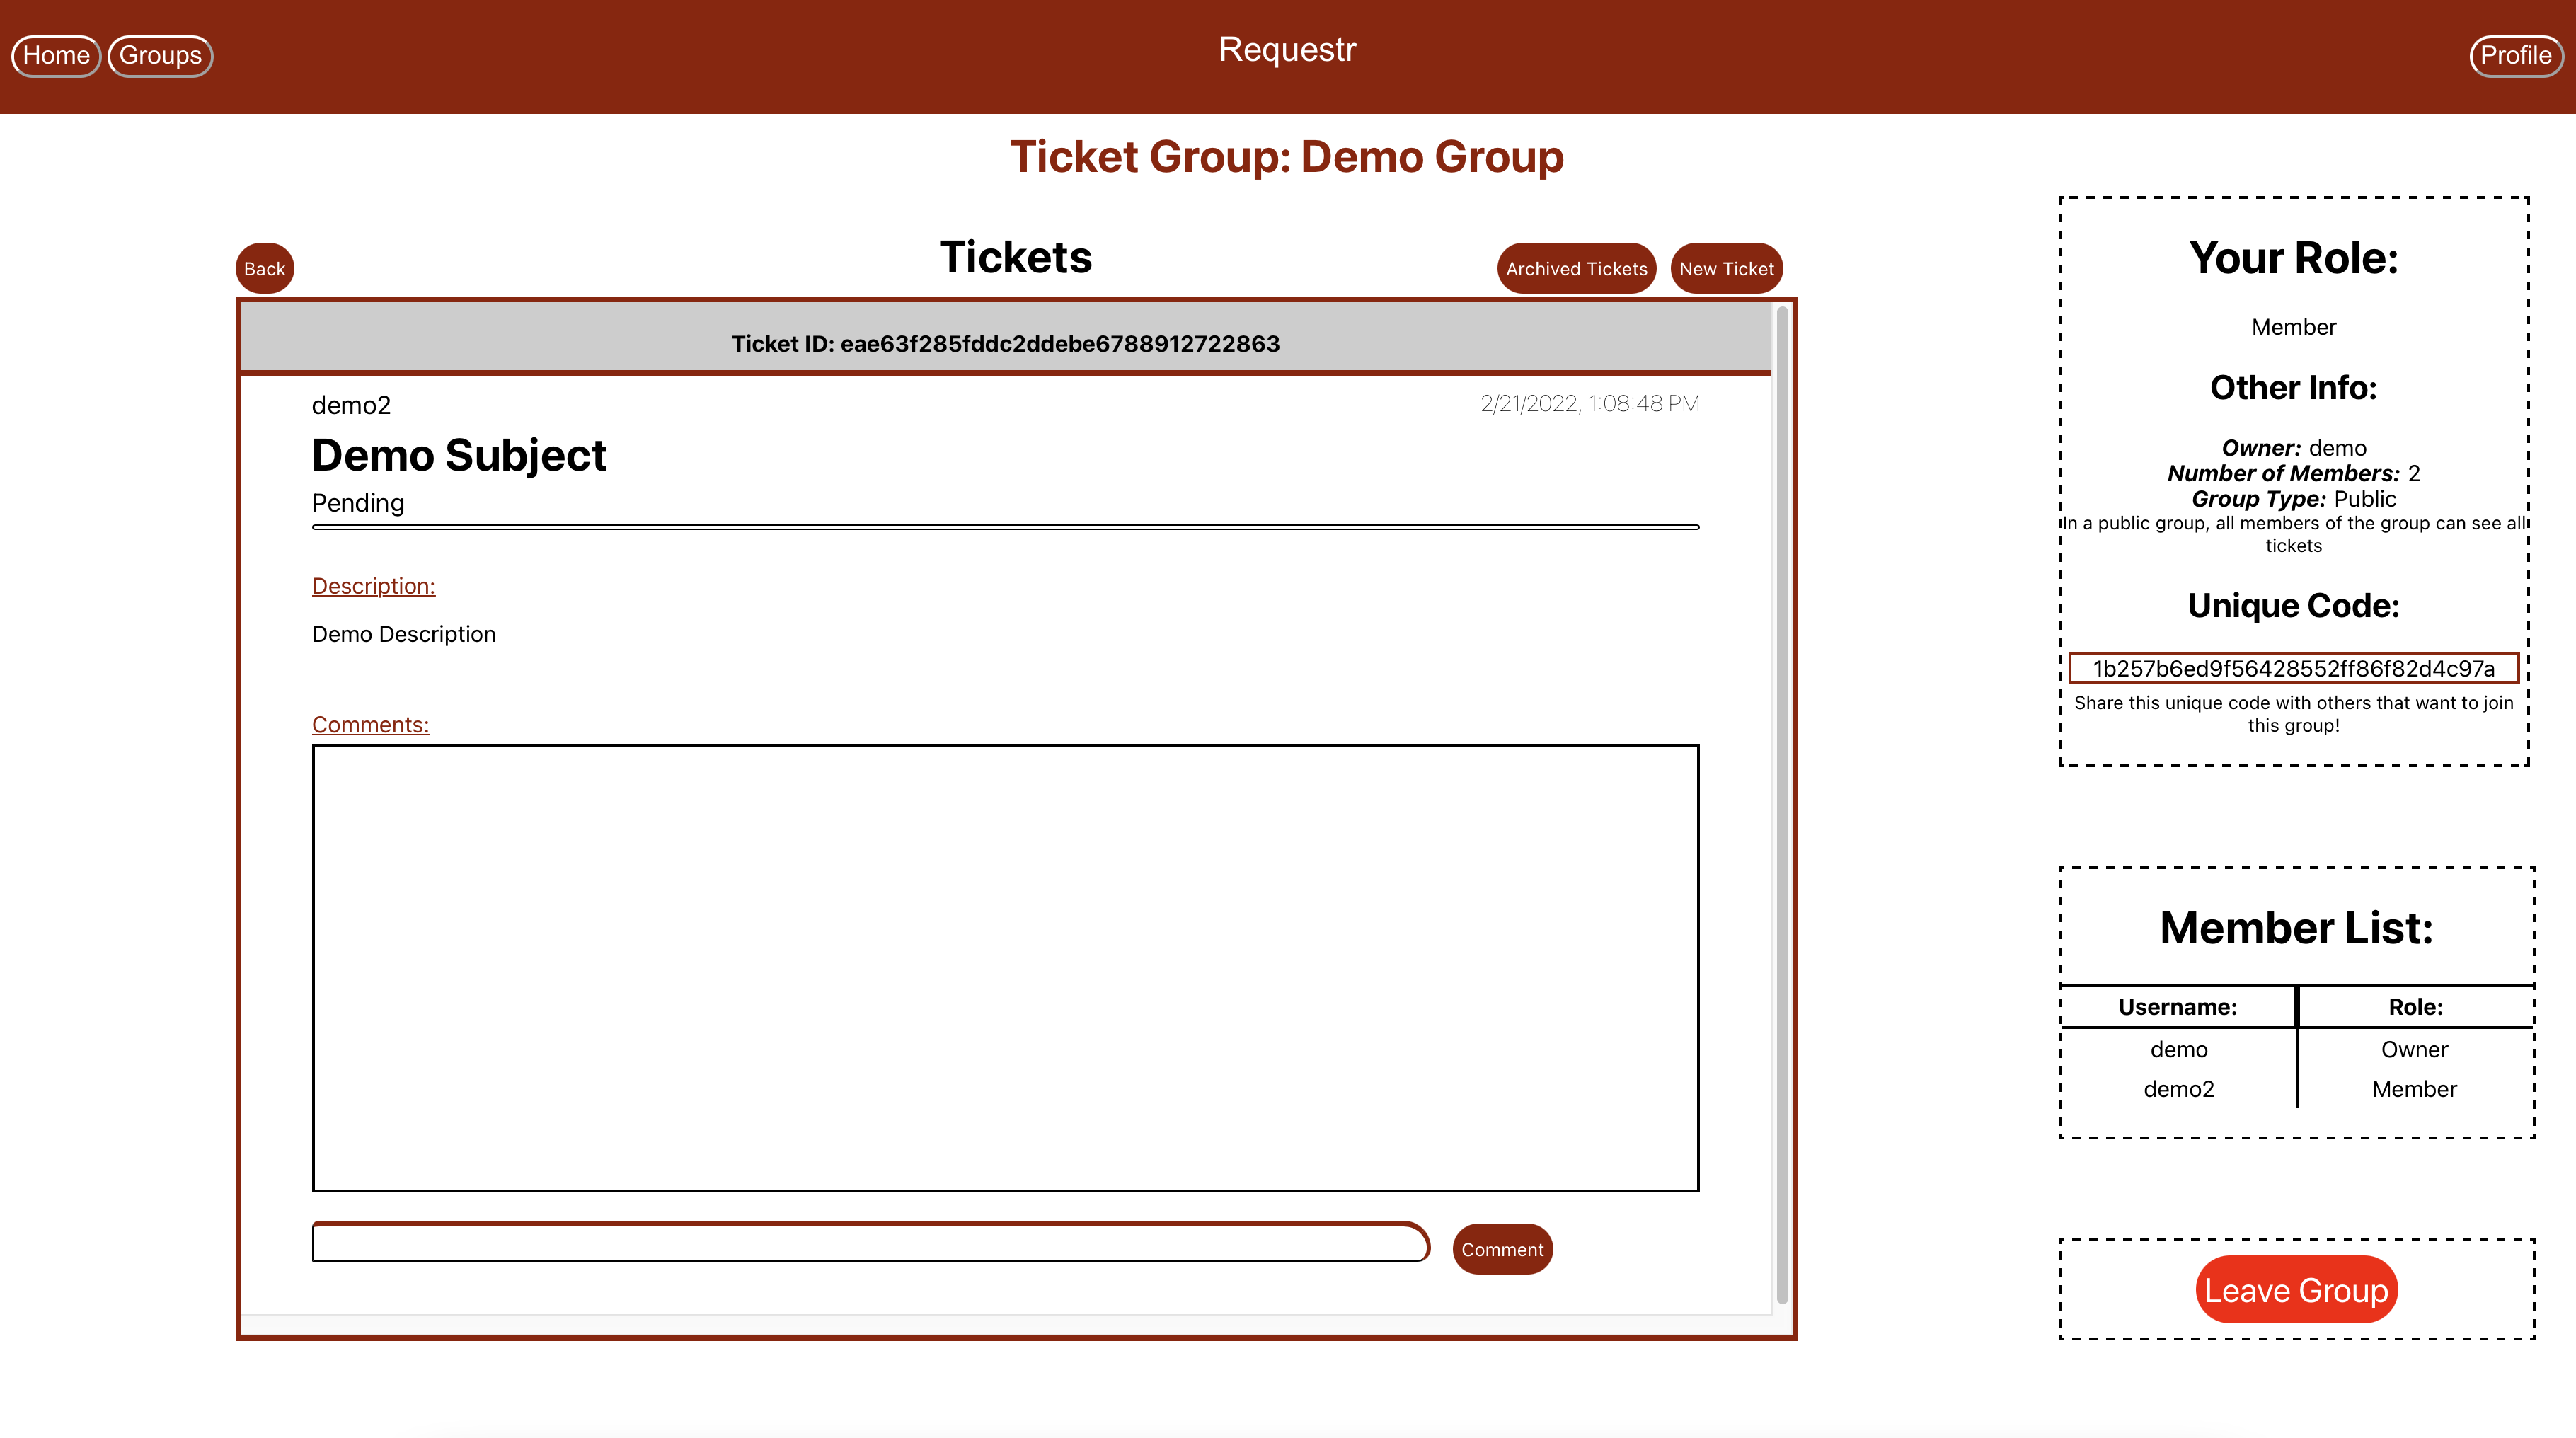 Home Groups Requestr Profile
Ticket Group: Demo Group
Back Tickets Archived Tickets New Ticket
Ticket ID: eae63f285fddc2ddebe6788912722863
demo2 2/21/2022, 1:08:48 PM
Demo Subject
Pending
Description:
Demo Description
Comments:
Comment
Your Role:
Member
Other Info:
Owner: demo
Number of Members: 2
Group Type: Public
In a public group, all members of the group can see all
tickets
Unique Code:
1b257b6ed9f56428552ff86f82d4c97a
Share this unique code with others that want to join
this group!
Member List:
Username: Role:
demo Owner
demo2 Member
Leave Group